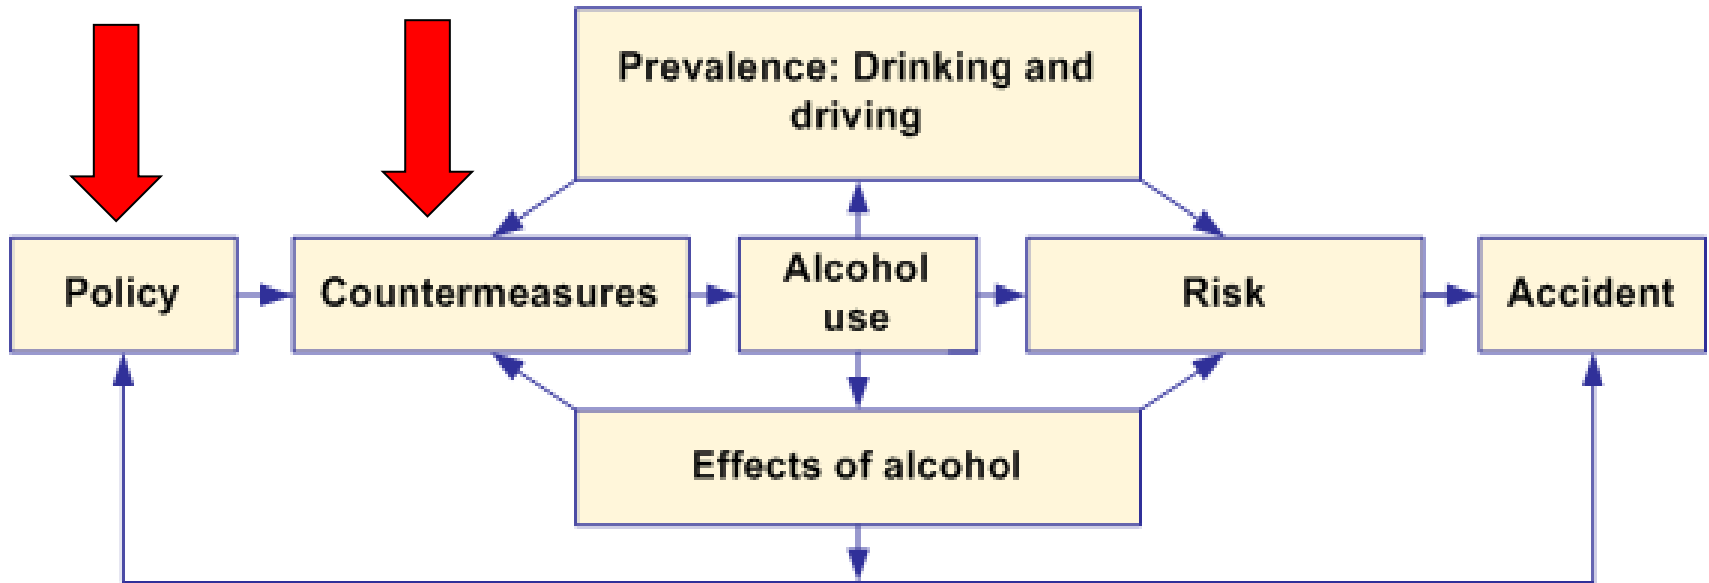 Prevalence: Drinking and
driving
Policy
Countermeasures
Alcohol
use
Risk
Accident
Effects of alcohol